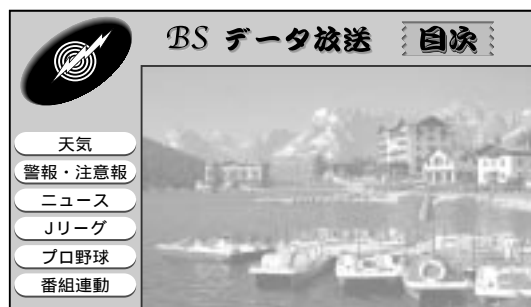 BS データ放送 目次
天気
警報・注意報
ニュース
Jリーグ
プロ野球
番組連動